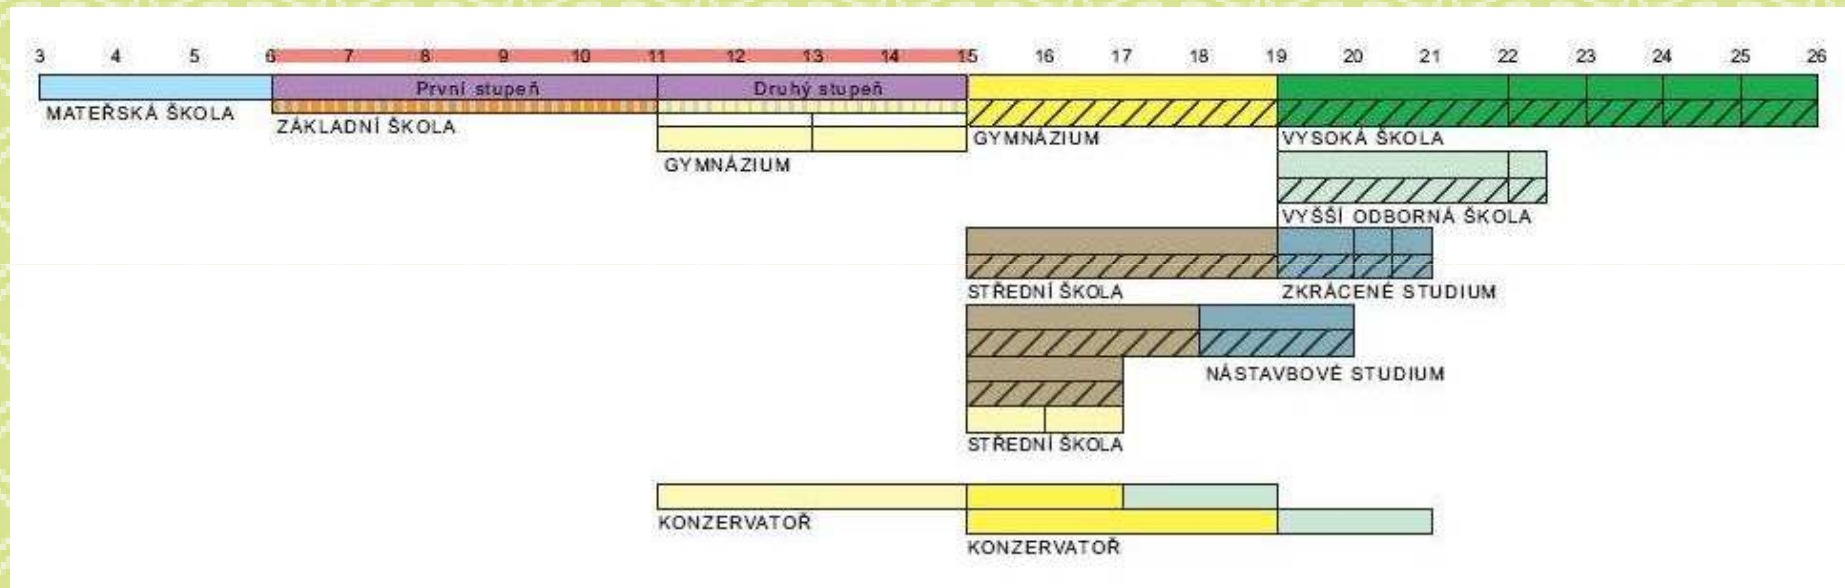 3 4 5 6 7 8 9 10 11 12 13 14 15 16 17 18 19 20 21 22 23 24 25 26
První stupeň Druhý stupeň
MATEŘSKÁ ŠKOLA
ZÁKLADNÍ ŠKOLA
GYMNÁZIUM
GYMNÁZIUM
VYSOKÁ ŠKOLA
VYŠŠÍ ODBORNÁ ŠKOLA
STŘEDNÍ ŠKOLA
ZKRÁCENÉ STUDIUM
NÁSTAVBOVÉ STUDIUM
STŘEDNÍ ŠKOLA
KONZERVATOŘ
KONZERVATOŘ